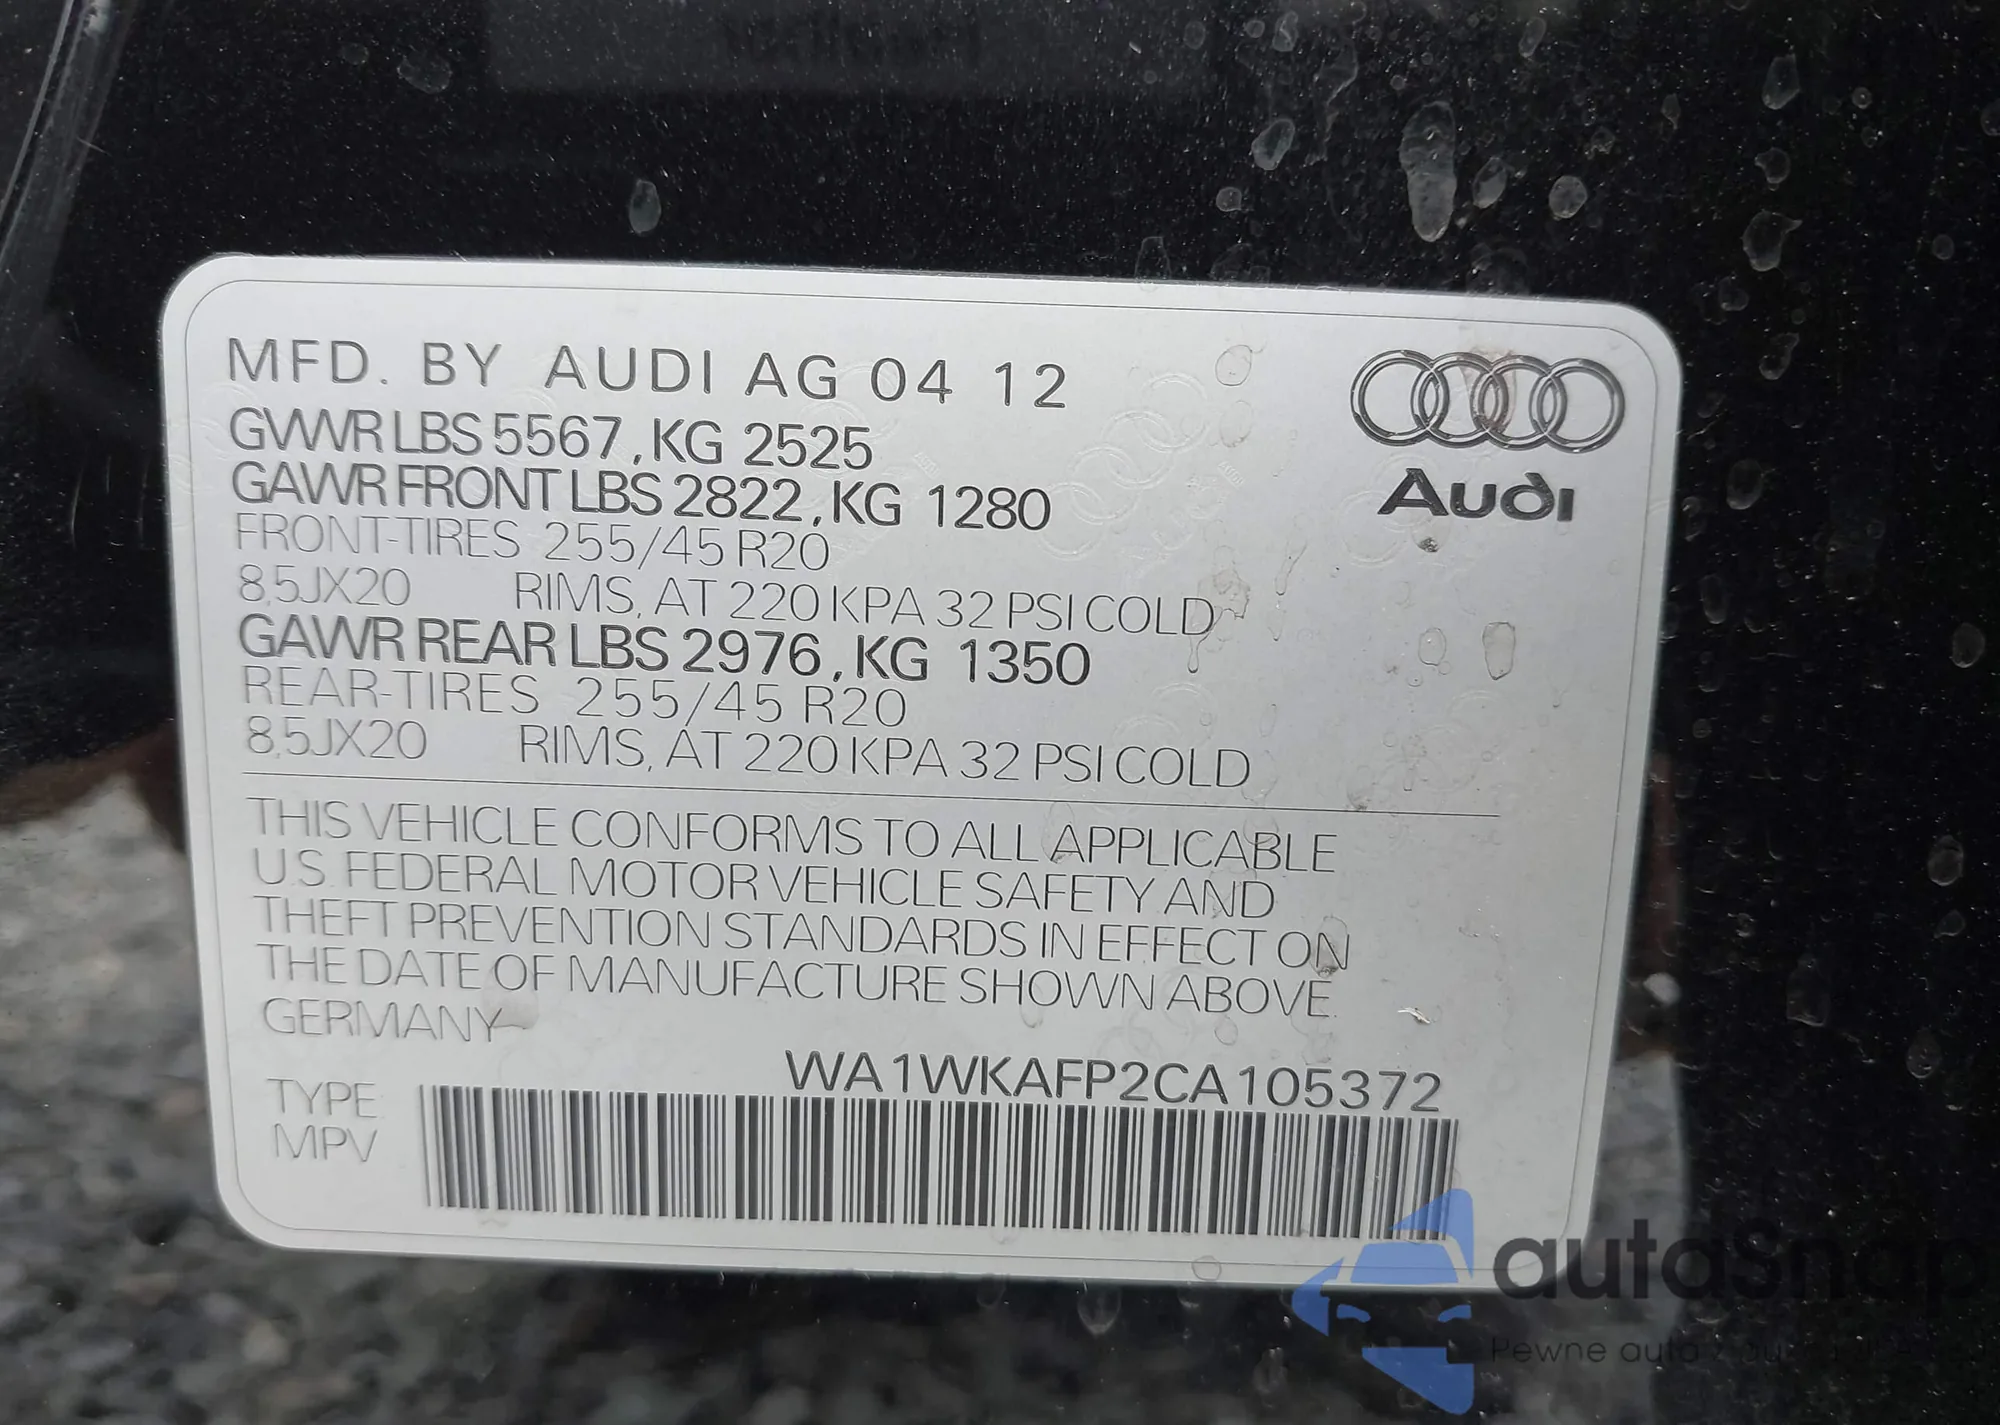 MFD. BY AUDI AG 04 12
GVWR LBS 5567, KG 2525
GAWR FRONT LBS 2822, KG 1280
FRONT-TIRES 255/45 R20
8,5JX20 RIMS, AT 220 KPA 32 PSI COLD
GAWR REAR LBS 2976, KG 1350
REAR-TIRES 255/45 R20
8,5JX20 RIMS, AT 220 KPA 32 PSI COLD
Audi
THIS VEHICLE CONFORMS TO ALL APPLICABLE
U.S. FEDERAL MOTOR VEHICLE SAFETY AND
THEFT PREVENTION STANDARDS IN EFFECT ON
THE DATE OF MANUFACTURE SHOWN ABOVE.
GERMANY
WA1WKAFP2CA105372
TYPE:
MPV
autasnap
Pewne auta z